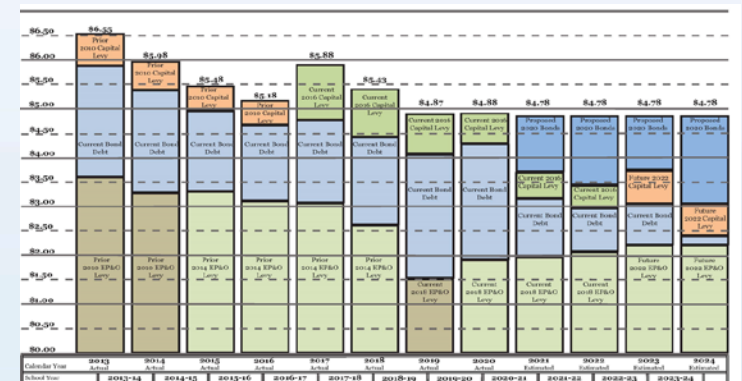 $6.50
$6.00
$5.50
$5.00
$4.50
$4.00
$3.50
$3.00
$2.50
$2.00
$1.50
$1.00
$0.50
$0.00
$6.55
Prior
2010 Capital
Levy
Current Bond
Debt
Prior
2010 EP&O
Levy
$5.98
Prior
2010 Capital
Levy
Current Bond
Debt
Prior
2010 EP&O
Levy
$5.48
Prior
2010 Capital
Levy
Current Bond
Debt
Prior
2014 EP&O
Levy
$5.18
Prior
2010 Capital
Levy
Current Bond
Debt
Prior
2014 EP&O
Levy
$5.88
Current
2016 Capital
Levy
Current Bond
Debt
Prior
2014 EP&O
Levy
$5.43
Current
2016 Capital
Levy
Current Bond
Debt
Prior
2014 EP&O
Levy
$4.87
Current 2016
Capital Levy
Current Bond
Debt
Current
2018 EP&O
Levy
$4.88
Current 2016
Capital Levy
Current Bond
Debt
Current
2018 EP&O
Levy
$4.78
Proposed
2020 Bonds
Current 2016
Capital Levy
Current Bond
Debt
Current
2018 EP&O
Levy
$4.78
Proposed
2020 Bonds
Current 2016
Capital Levy
Current Bond
Debt
Current
2018 EP&O
Levy
$4.78
Proposed
2020 Bonds
Future 2022
Capital Levy
Current Bond
Debt
Future
2022 EP&O
Levy
$4.78
Proposed
2020 Bonds
Future
2022 Capital
Levy
Future
2022 EP&O
Levy
Calendar Year 2013 2014 2015 2016 2017 2018 2019 2020 2021 2022 2023 2024
Actual Actual Actual Actual Actual Actual Actual Actual Estimated Estimated Estimated Estimated
School Year 2013-14 2014-15 2015-16 2016-17 2017-18 2018-19 2019-20 2020-21 2021-22 2022-23 2023-24